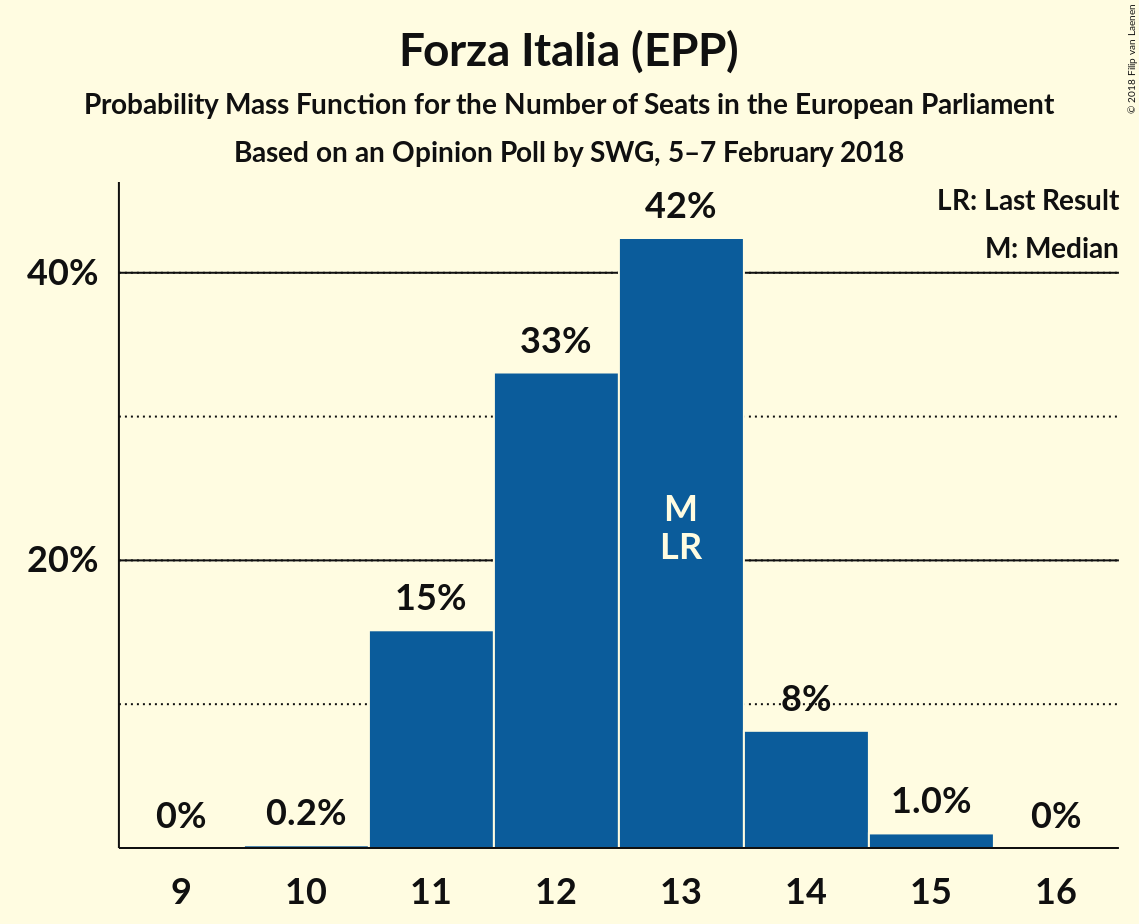 Forza Italia (EPP)
Probability Mass Function for the Number of Seats in the European Parliament
Based on an Opinion Poll by SWG, 5–7 February 2018
© 2018 Filip van Laenen
LR: Last Result
M: Median
40%
20%
0%
0.2%
15%
33%
42%
M
LR
8%
1.0%
0%
9 10 11 12 13 14 15 16